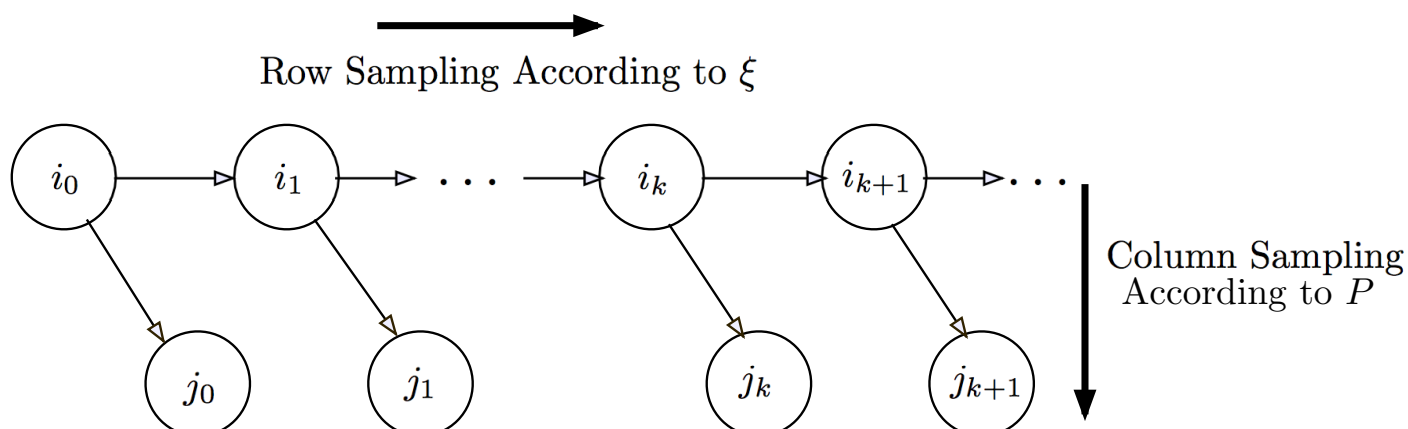 Row Sampling According to ξ
i₀ i₁ . . . iₖ iₖ₊₁ . . .
Column Sampling
According to P
j₀ j₁ jₖ jₖ₊₁